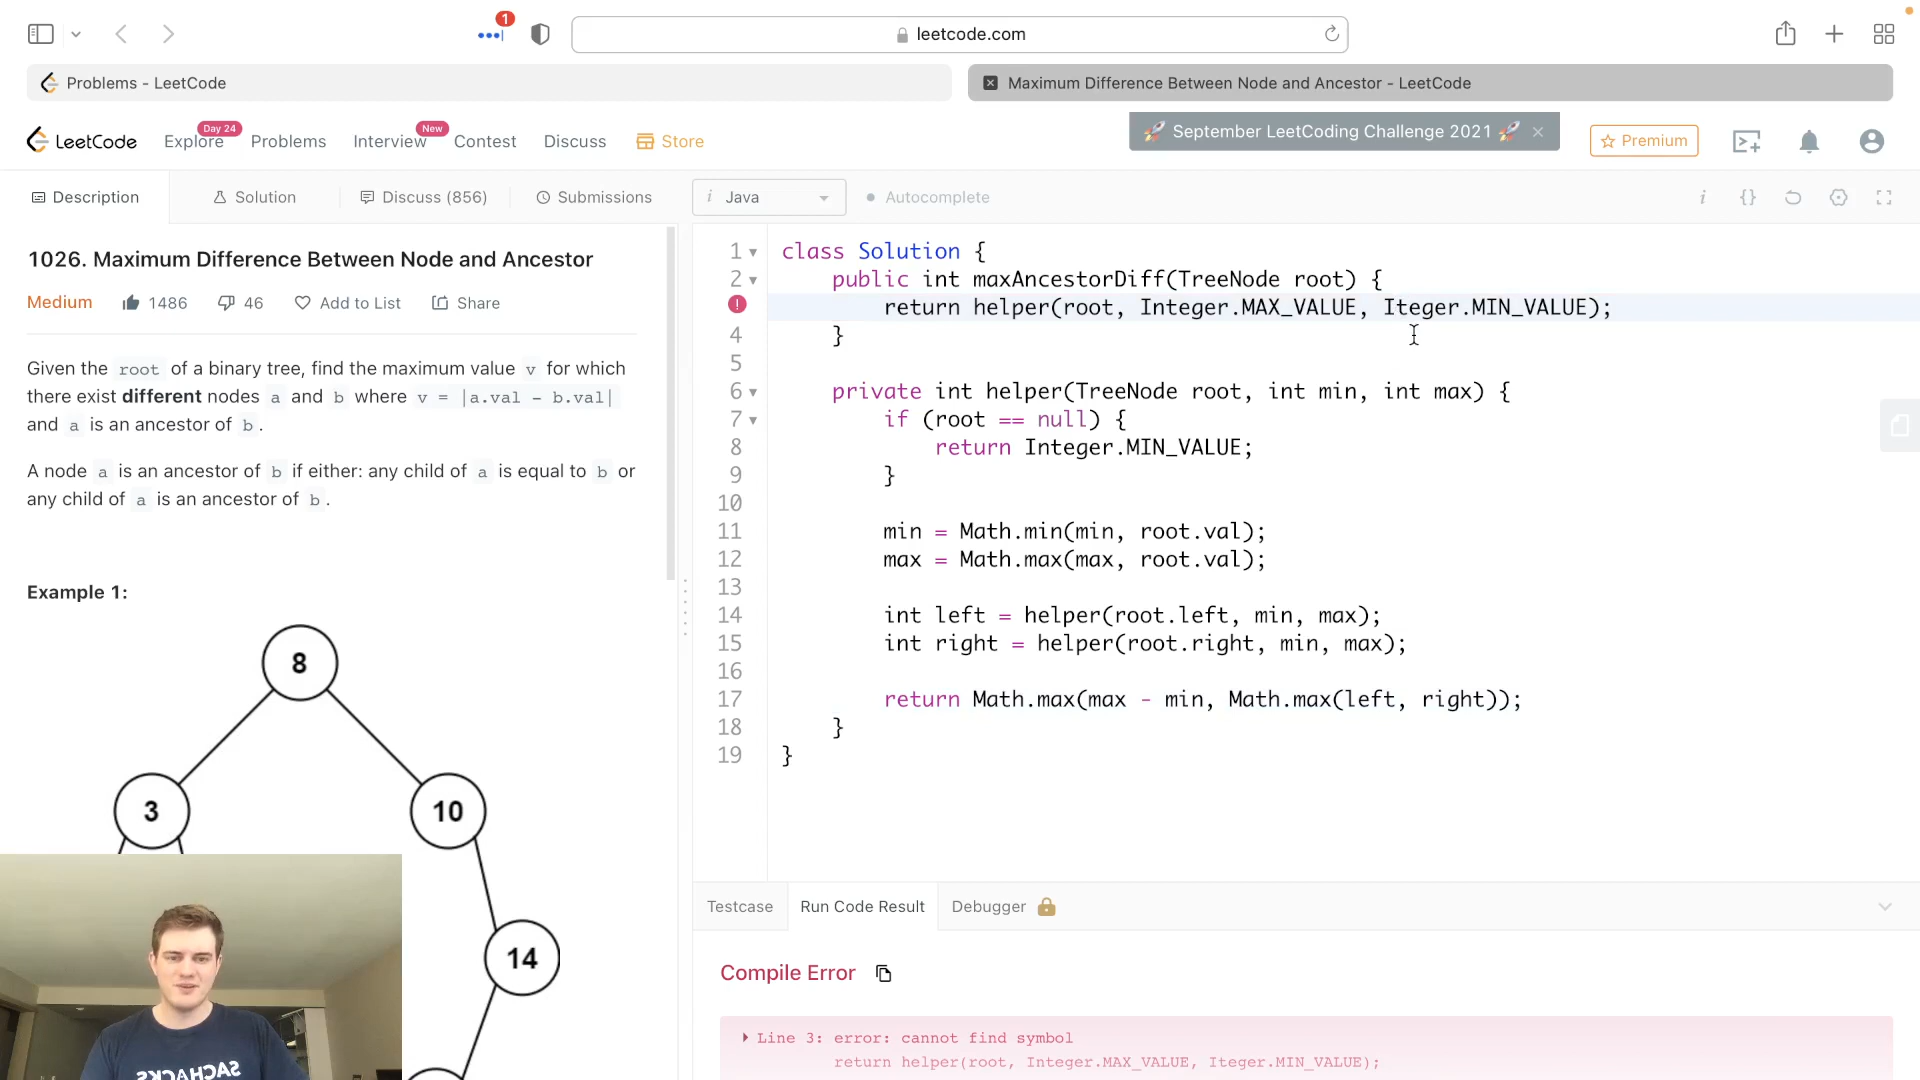 1
leetcode.com
Problems - LeetCode
Maximum Difference Between Node and Ancestor - LeetCode
LeetCode
Explore
Day 24
Problems
Interview
New
Contest
Discuss
Store
🚀 September LeetCoding Challenge 2021 🚀
Premium
Description
Solution
Discuss (856)
Submissions
i Java
Autocomplete
i
{}
1026. Maximum Difference Between Node and Ancestor
Medium
1486
46
Add to List
Share
Given the root of a binary tree, find the maximum value v for which
there exist different nodes a and b where v = |a.val - b.val|
and a is an ancestor of b.
A node a is an ancestor of b if either: any child of a is equal to b or
any child of a is an ancestor of b.
Example 1:
8
3
10
14
SACHACKS
1 class Solution {
2 public int maxAncestorDiff(TreeNode root) {
return helper(root, Integer.MAX_VALUE, Iteger.MIN_VALUE);
4 }
5
6 private int helper(TreeNode root, int min, int max) {
7 if (root == null) {
8 return Integer.MIN_VALUE;
9 }
10
11 min = Math.min(min, root.val);
12 max = Math.max(max, root.val);
13
14 int left = helper(root.left, min, max);
15 int right = helper(root.right, min, max);
16
17 return Math.max(max - min, Math.max(left, right));
18 }
19 }
Testcase
Run Code Result
Debugger
Compile Error
Line 3: error: cannot find symbol
return helper(root, Integer.MAX_VALUE, Iteger.MIN_VALUE);